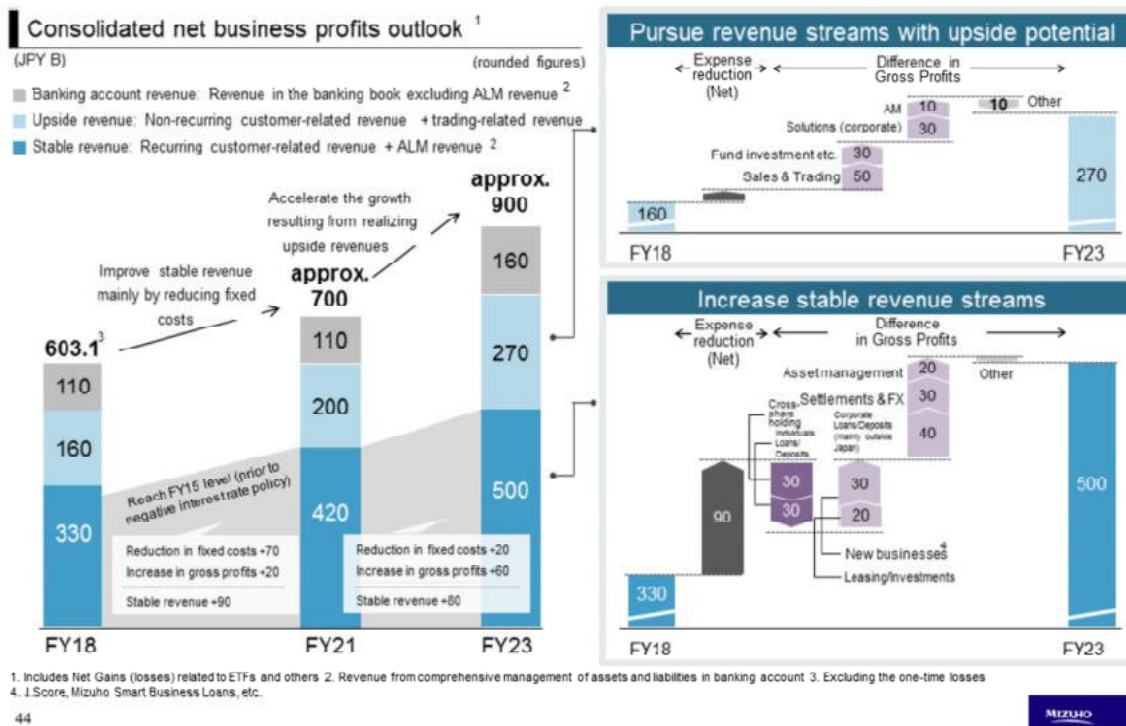 Consolidated net business profits outlook 1
(JPY B)
(rounded figures)
Banking account revenue: Revenue in the banking book excluding ALM revenue 2
Upside revenue: Non-recurring customer-related revenue + trading-related revenue
Stable revenue: Recurring customer-related revenue + ALM revenue 2
approx.
900
Accelerate the growth
resulting from realizing
upside revenues
160
approx.
700
Improve stable revenue
mainly by reducing fixed
costs
110
270
603.1 3
110
200
160
Reach FY15 level (prior to
negative interest rate policy)
500
420
330
Reduction in fixed costs +70
Increase in gross profits +20
Stable revenue +90
Reduction in fixed costs +20
Increase in gross profits +60
Stable revenue +80
FY18
FY21
FY23
Pursue revenue streams with upside potential
Expense
reduction
(Net)
Difference in
Gross Profits
AM
10
10
Other
Solutions (corporate)
30
Fund investment etc.
30
Sales & Trading
50
270
160
FY18
FY23
Increase stable revenue streams
Expense
reduction
(Net)
Difference
in Gross Profits
Asset management
20
Other
Settlements & FX
30
Cross-
share
holding
Individuals
Loans/
Deposits
Corporate
Loans/Deposits
(mainly outside
Japan)
40
30
30
500
90
30
20
New businesses 4
Leasing/Investments
330
FY18
FY23
1. Includes Net Gains (losses) related to ETFs and others 2. Revenue from comprehensive management of assets and liabilities in banking account 3. Excluding the one-time losses
4. J.Score, Mizuho Smart Business Loans, etc.
44
MIZUHO